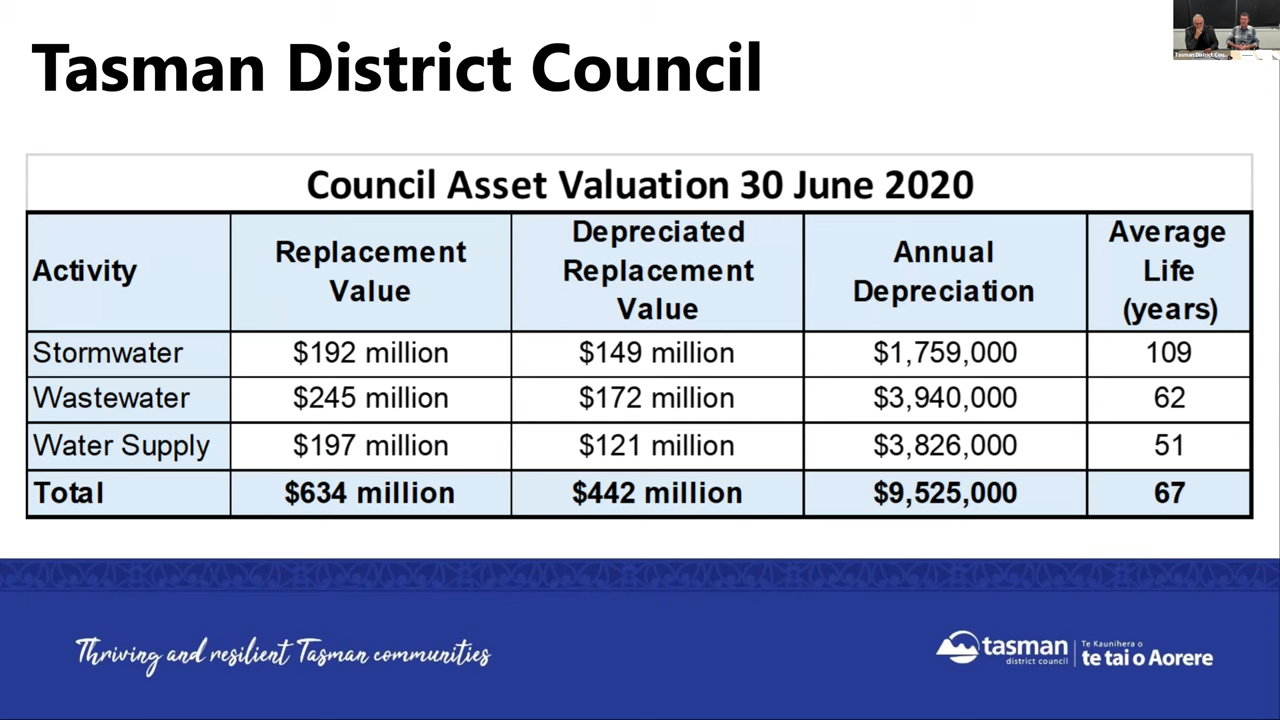 Tasman District Council
Tasman District Cou...
Council Asset Valuation 30 June 2020
Activity Replacement Value Depreciated Replacement Value Annual Depreciation Average Life (years)
Stormwater $192 million $149 million $1,759,000 109
Wastewater $245 million $172 million $3,940,000 62
Water Supply $197 million $121 million $3,826,000 51
Total $634 million $442 million $9,525,000 67
Thriving and resilient Tasman communities
tasman
district council
Te Kaunihera o
te tai o Aorere